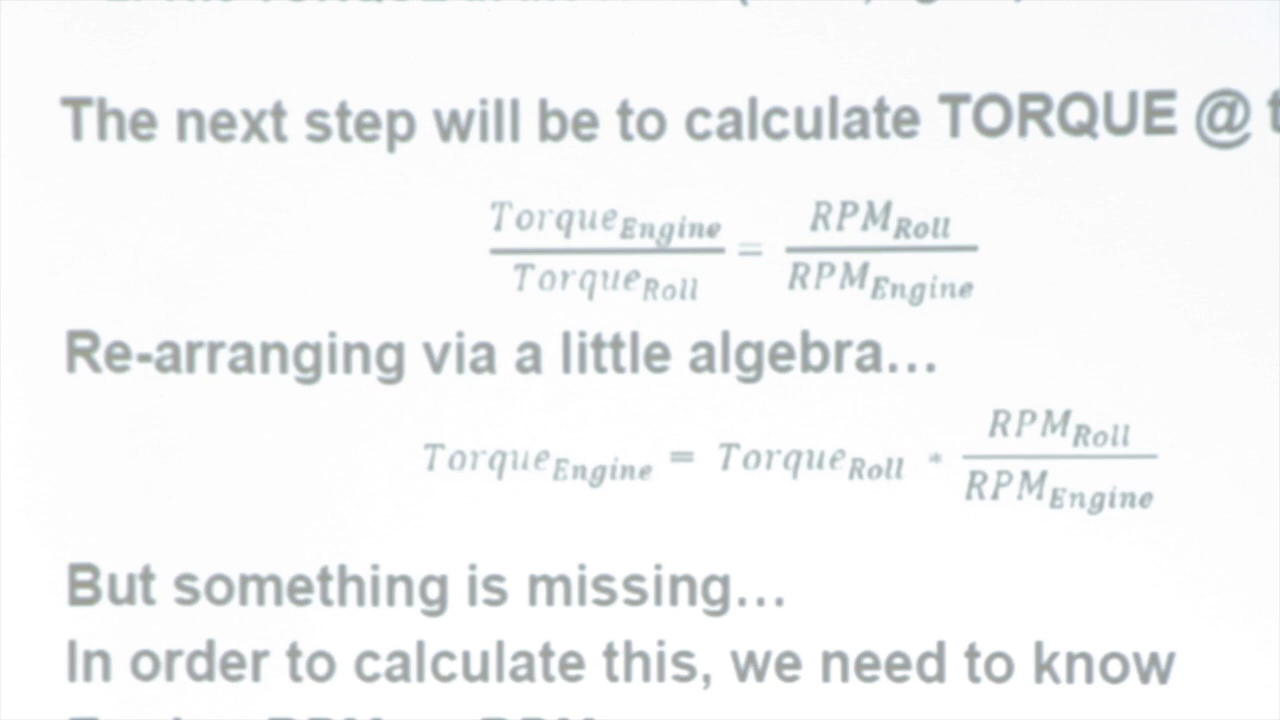 The next step will be to calculate TORQUE @
Torque_Engine / Torque_Roll = RPM_Roll / RPM_Engine
Re-arranging via a little algebra...
Torque_Engine = Torque_Roll * RPM_Roll / RPM_Engine
But something is missing...
In order to calculate this, we need to know